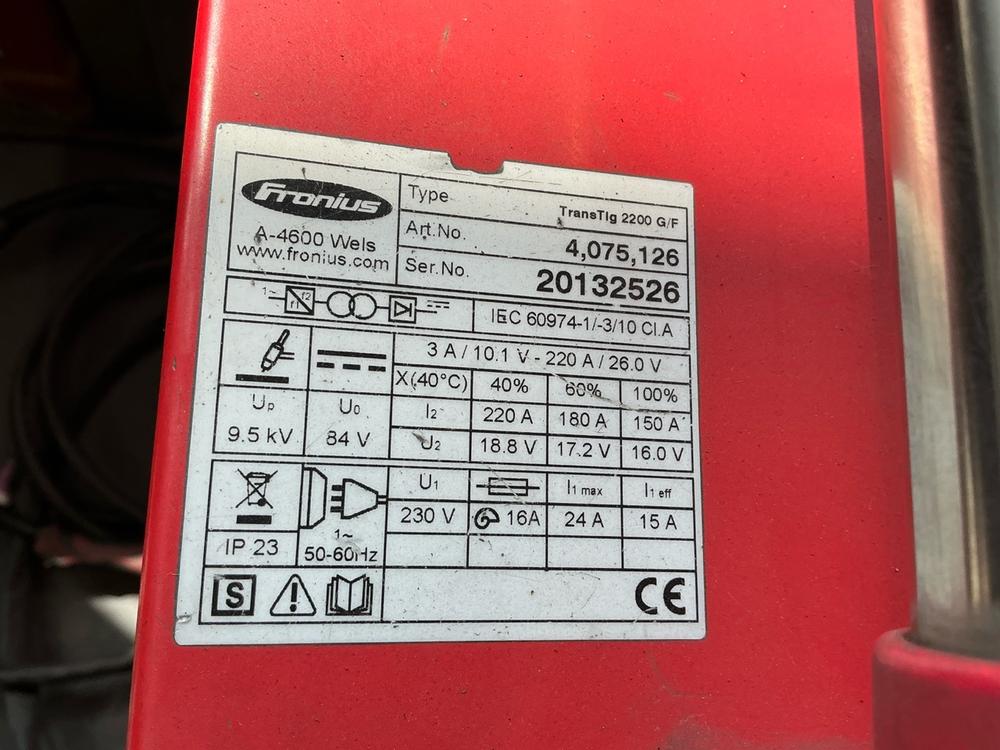 Fronius
A-4600 Wels
www.fronius.com
Type TransTIg 2200 G/F
Art.No. 4,075,126
Ser.No. 20132526
1~ f1 f2
IEC 60974-1/-3/10 Cl.A
3 A / 10.1 V - 220 A / 26.0 V
X(40°C) 40% 60% 100%
I2 220 A 180 A 150 A
U2 18.8 V 17.2 V 16.0 V
Up 9.5 kV
U0 84 V
U1 I1 max I1 eff
230 V 16A 24 A 15 A
IP 23
1~
50-60Hz
S
CE